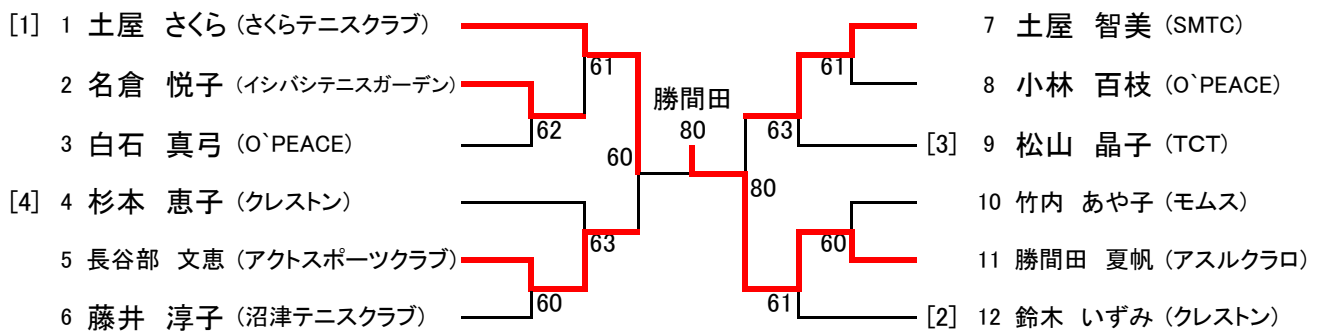 [1] 1 土屋 さくら (さくらテニスクラブ)
2 名倉 悦子 (イシバシテニスガーデン)
3 白石 真弓 (O`PEACE)
[4] 4 杉本 恵子 (クレストン)
5 長谷部 文恵 (アクトスポーツクラブ)
6 藤井 淳子 (沼津テニスクラブ)
61
62
60
63
60
勝間田
80
61
63
80
60
61
7 土屋 智美 (SMTC)
8 小林 百枝 (O`PEACE)
[3] 9 松山 晶子 (TCT)
10 竹内 あや子 (モムス)
11 勝間田 夏帆 (アスルクラロ)
[2] 12 鈴木 いずみ (クレストン)